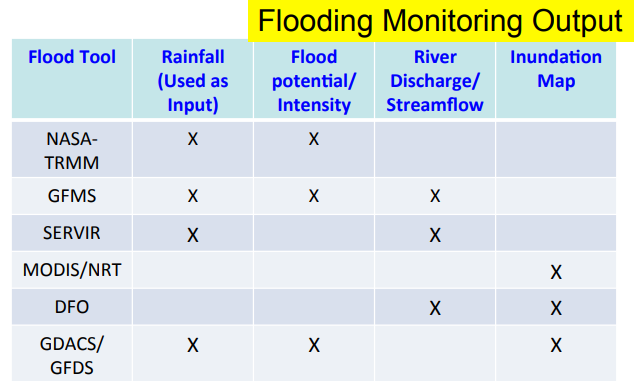 Flooding Monitoring Output
Flood Tool
Rainfall
(Used as
Input)
Flood
potential/
Intensity
River
Discharge/
Streamflow
Inundation
Map
NASA-
TRMM
X
X
GFMS
X
X
X
SERVIR
X
X
MODIS/NRT
X
DFO
X
X
GDACS/
GFDS
X
X
X